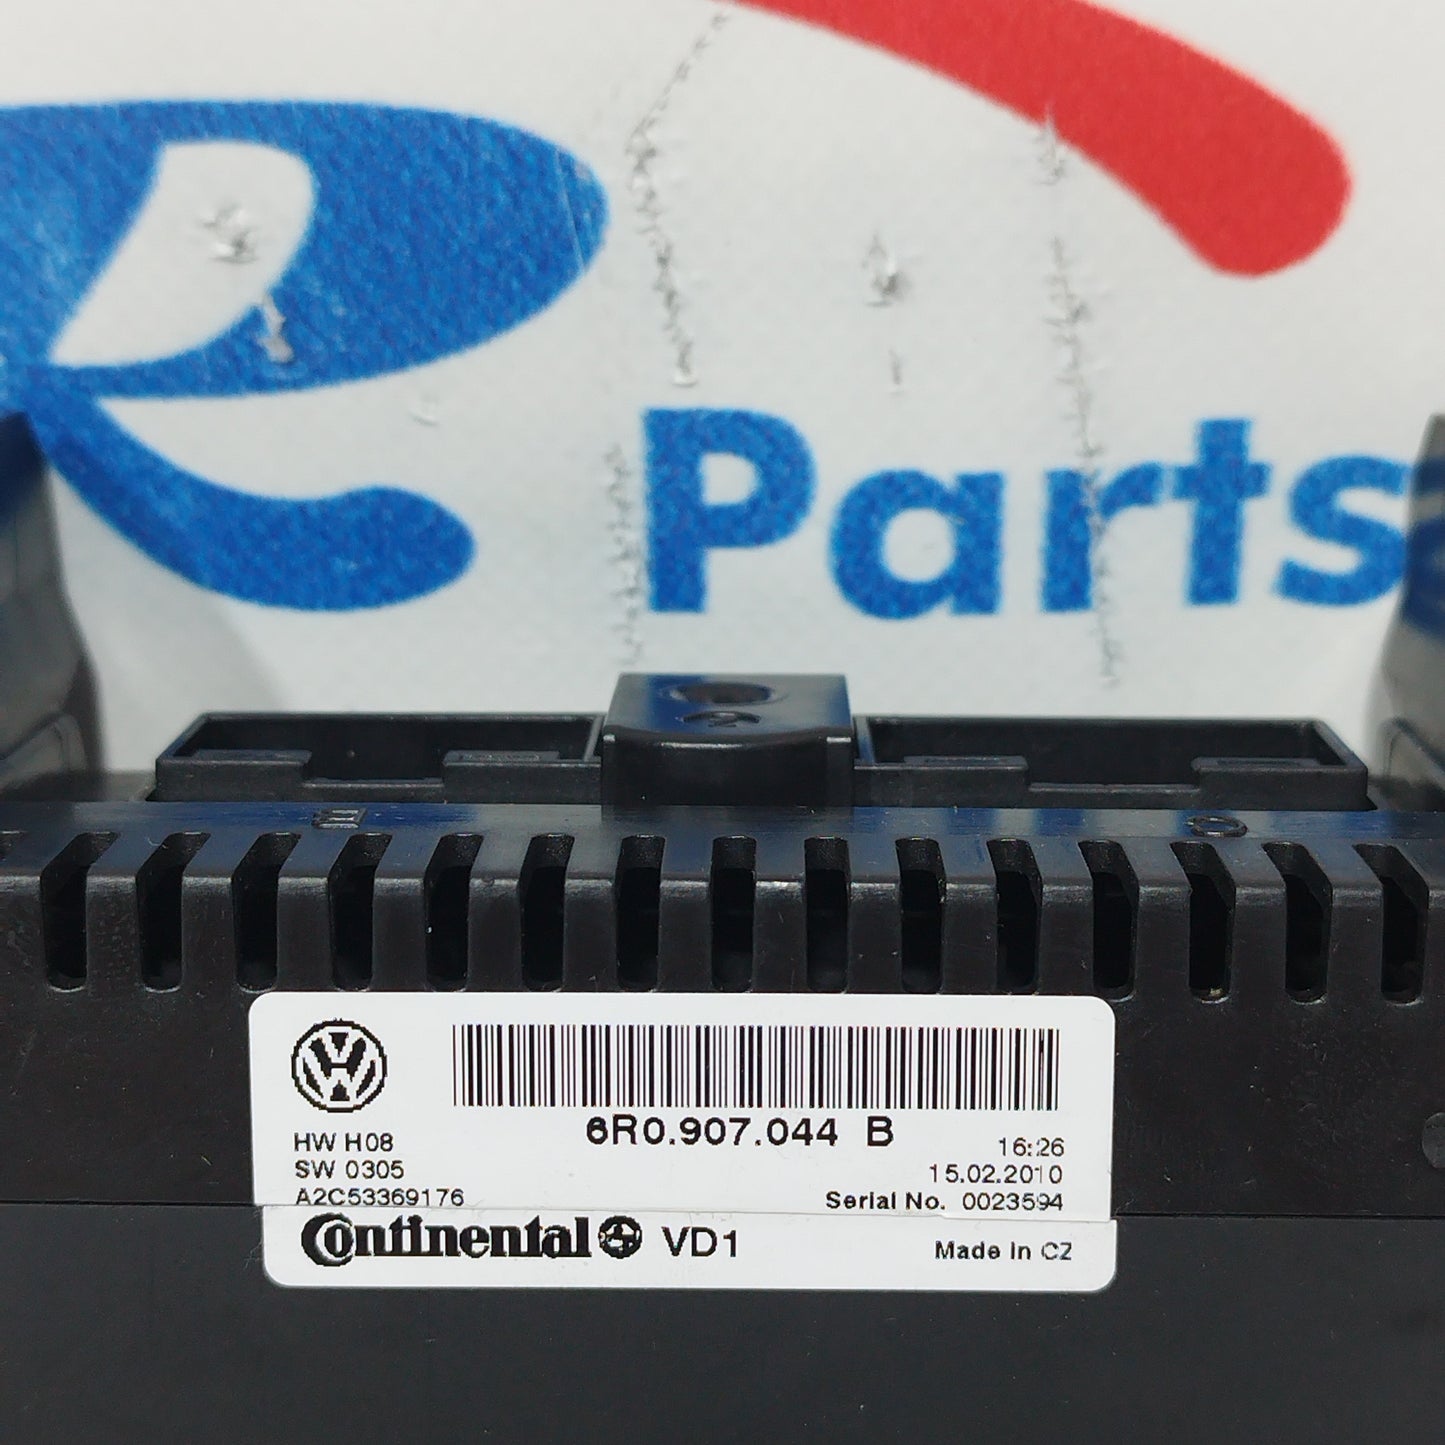 R
Parts
6R0.907.044 B
HW H08
SW 0305
A2C53369176
16:26
15.02.2010
Serial No. 0023594
Continental VD1
Made in CZ